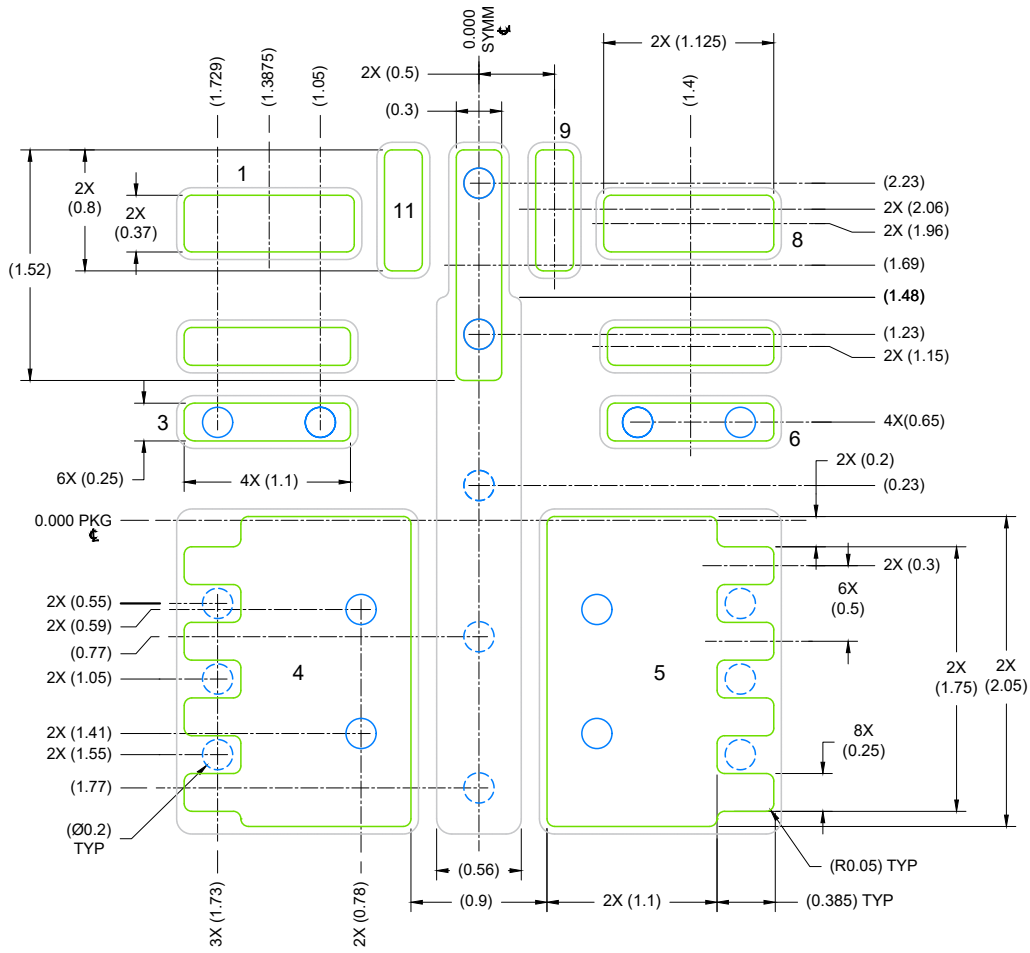 0.000
SYMM
℄
2X (0.5)
2X (1.125)
(1.729)
(1.3875)
(1.05)
(0.3)
(1.4)
9
1
2X
(0.8)
2X
(0.37)
11
(2.23)
2X (2.06)
8
2X (1.96)
(1.52)
(1.69)
(1.48)
(1.23)
2X (1.15)
3
4X(0.65)
6
2X (0.2)
6X (0.25)
4X (1.1)
(0.23)
0.000 PKG
℄
2X (0.3)
6X
(0.5)
2X (0.55)
2X (0.59)
(0.77)
4
5
2X
(1.75)
2X
(2.05)
2X (1.05)
2X (1.41)
2X (1.55)
8X
(0.25)
(1.77)
(Ø0.2)
TYP
(R0.05) TYP
(0.56)
(0.9)
2X (1.1)
(0.385) TYP
3X (1.73)
2X (0.78)